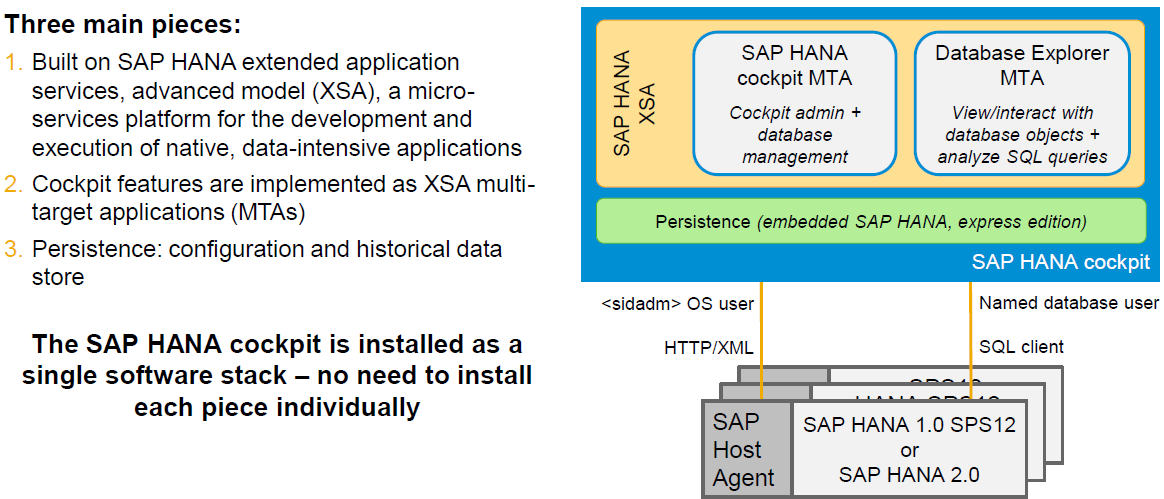 Three main pieces:
1. Built on SAP HANA extended application
services, advanced model (XSA), a micro-
services platform for the development and
execution of native, data-intensive applications
2. Cockpit features are implemented as XSA multi-
target applications (MTAs)
3. Persistence: configuration and historical data
store
The SAP HANA cockpit is installed as a
single software stack – no need to install
each piece individually
SAP HANA
XSA
SAP HANA
cockpit MTA
Cockpit admin +
database
management
Database Explorer
MTA
View/interact with
database objects +
analyze SQL queries
Persistence (embedded SAP HANA, express edition)
SAP HANA cockpit
<sidadm> OS user
HTTP/XML
Named database user
SQL client
SAP
Host
Agent
SAP HANA 1.0 SPS12
or
SAP HANA 2.0